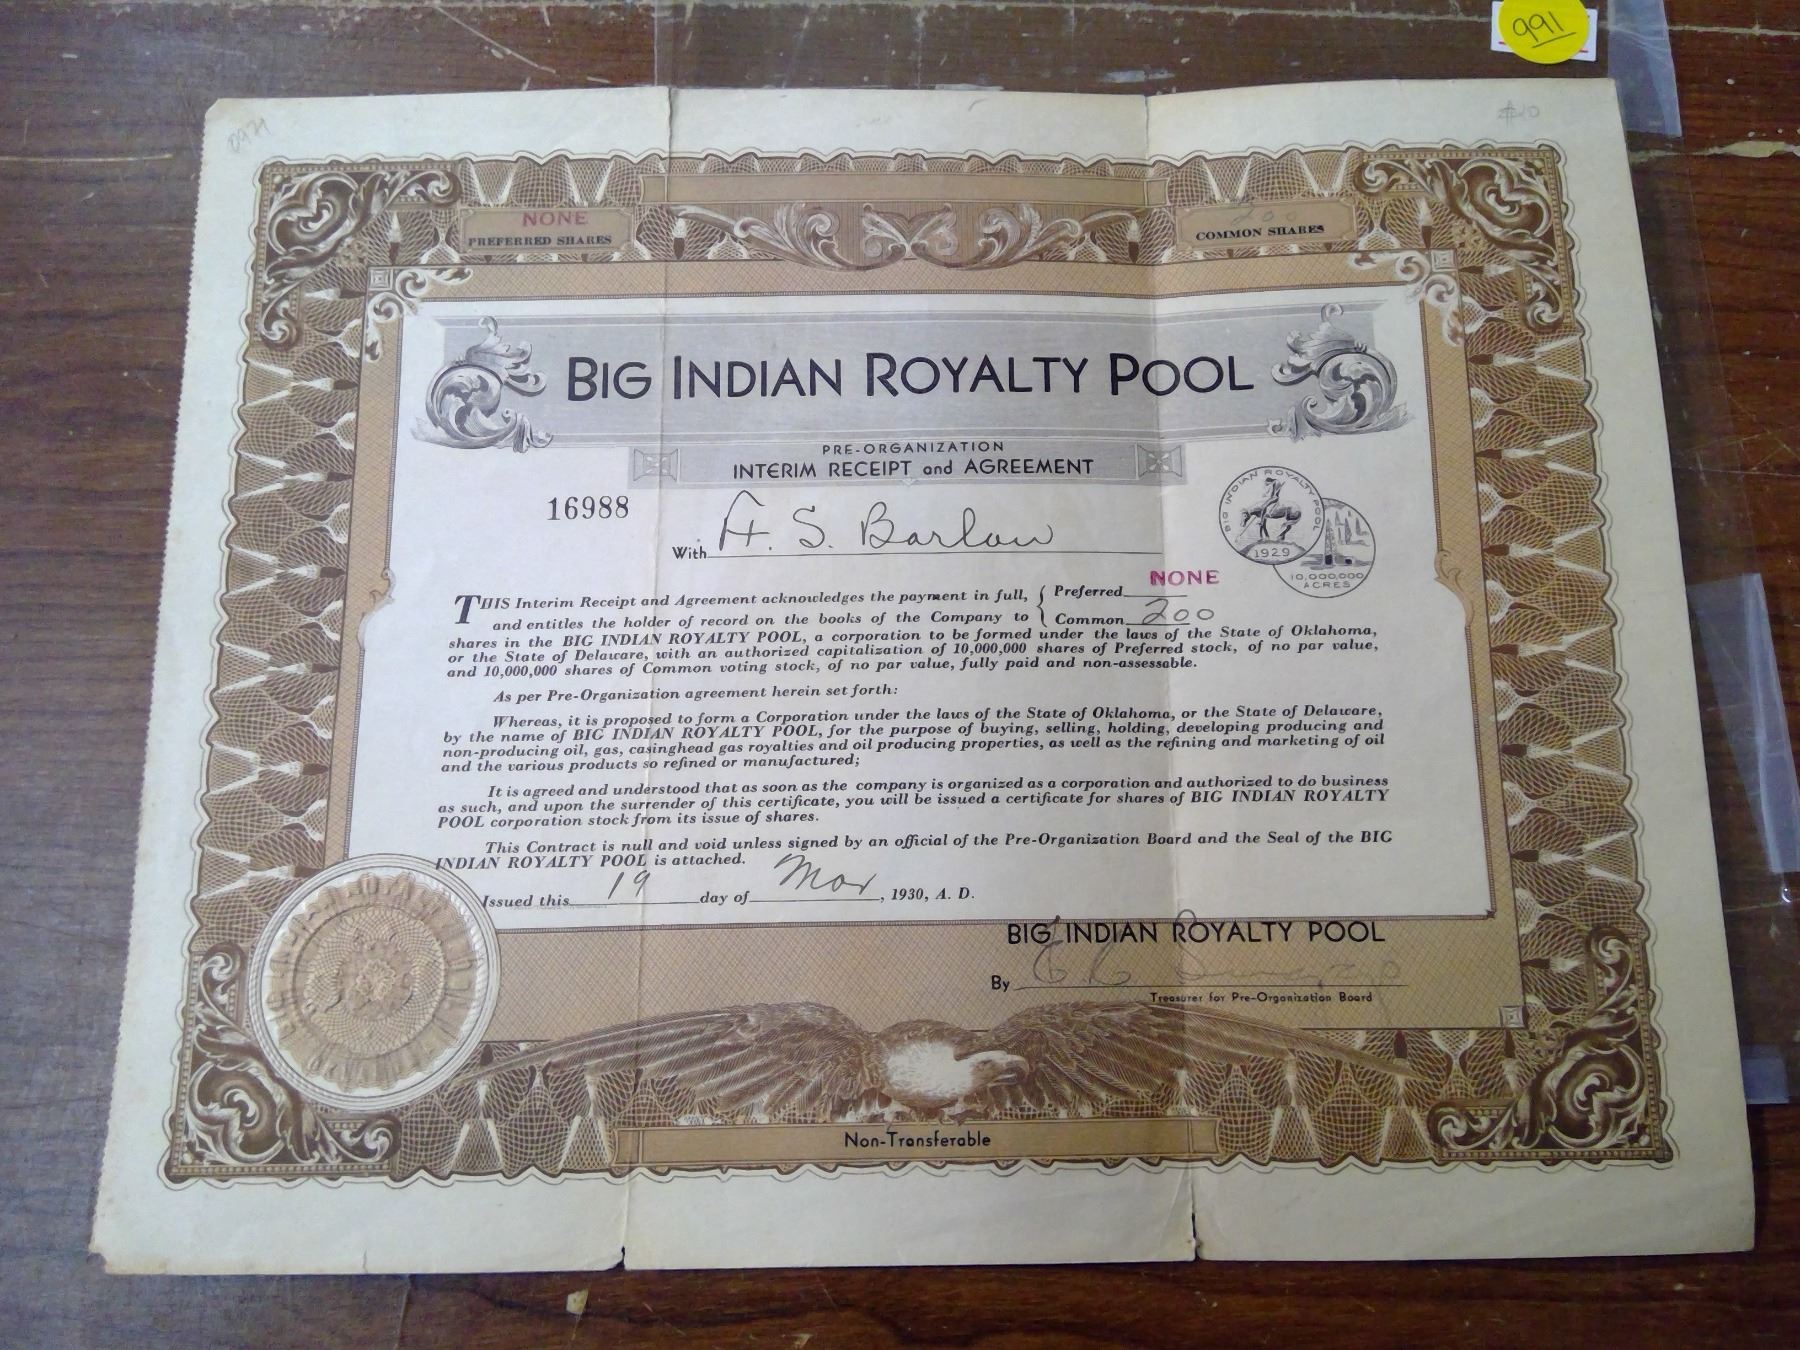 991
NONE
PREFERRED SHARES
200
COMMON SHARES
BIG INDIAN ROYALTY POOL
PRE-ORGANIZATION
INTERIM RECEIPT and AGREEMENT
16988
BIG INDIAN ROYALTY POOL
1929
10,000,000
ACRES
With H. S. Barlow
THIS Interim Receipt and Agreement acknowledges the payment in full, { Preferred NONE
and entitles the holder of record on the books of the Company to { Common 200
shares in the BIG INDIAN ROYALTY POOL, a corporation to be formed under the laws of the State of Oklahoma,
or the State of Delaware, with an authorized capitalization of 10,000,000 shares of Preferred stock, of no par value,
and 10,000,000 shares of Common voting stock, of no par value, fully paid and non-assessable.
As per Pre-Organization agreement herein set forth:
Whereas, it is proposed to form a Corporation under the laws of the State of Oklahoma, or the State of Delaware,
by the name of BIG INDIAN ROYALTY POOL, for the purpose of buying, selling, holding, developing producing and
non-producing oil, gas, casinghead gas royalties and oil producing properties, as well as the refining and marketing of oil
and the various products so refined or manufactured;
It is agreed and understood that as soon as the company is organized as a corporation and authorized to do business
as such, and upon the surrender of this certificate, you will be issued a certificate for shares of BIG INDIAN ROYALTY
POOL corporation stock from its issue of shares.
This Contract is null and void unless signed by an official of the Pre-Organization Board and the Seal of the BIG
INDIAN ROYALTY POOL is attached.
Issued this 19 day of Mar, 1930, A. D.
BIG INDIAN ROYALTY POOL
By
Treasurer for Pre-Organization Board
Non-Transferable